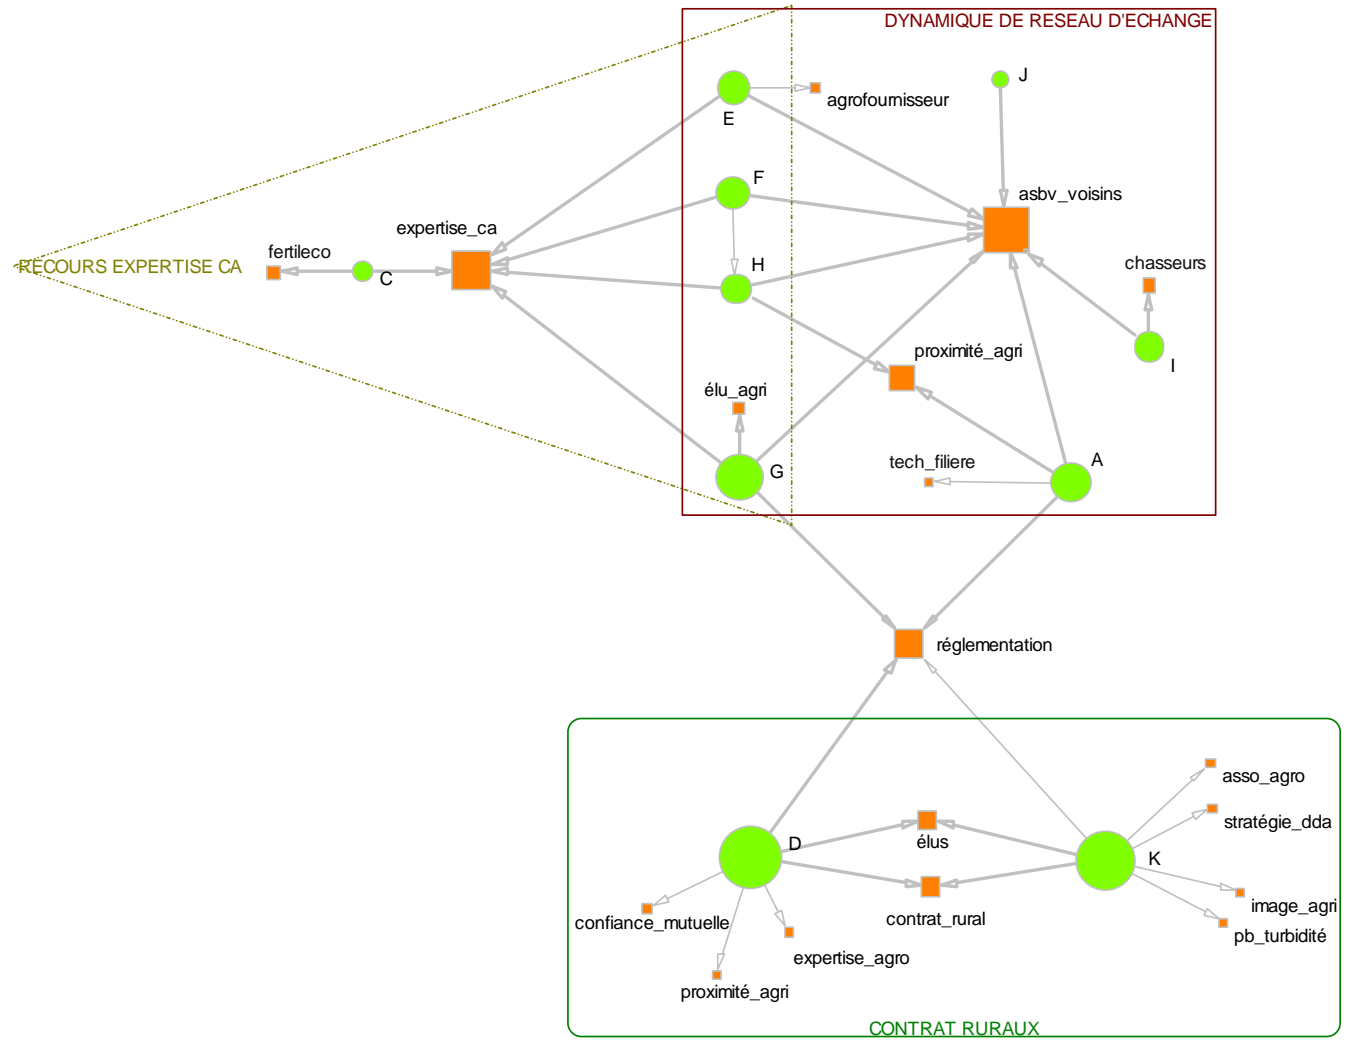 DYNAMIQUE DE RESEAU D'ECHANGE
J
agrofournisseur
E
F
asbv_voisins
expertise_ca
fertileco
RECOURS EXPERTISE CA
C
H
chasseurs
proximité_agri
I
élu_agri
tech_filiere
A
G
réglementation
asso_agro
stratégie_dda
D
élus
K
image_agri
confiance_mutuelle
contrat_rural
pb_turbidité
expertise_agro
proximité_agri
CONTRAT RURAUX